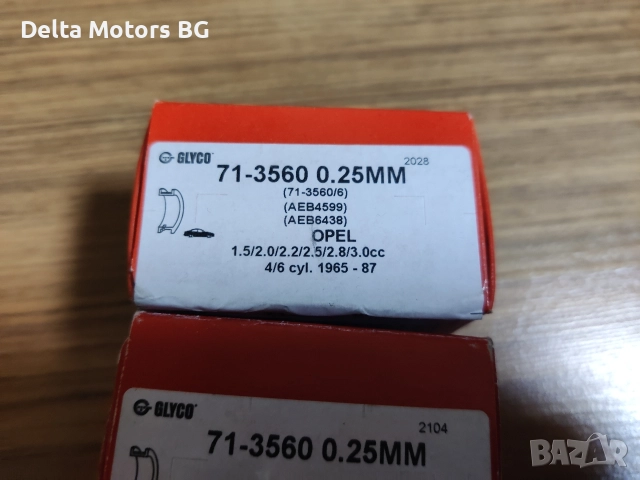 Delta Motors BG
GLYCO
2028
71-3560 0.25MM
(71-3560/6)
(AEB4599)
(AEB6438)
OPEL
1.5/2.0/2.2/2.5/2.8/3.0cc
4/6 cyl. 1965 - 87
GLYCO
2104
71-3560 0.25MM
BAZAR